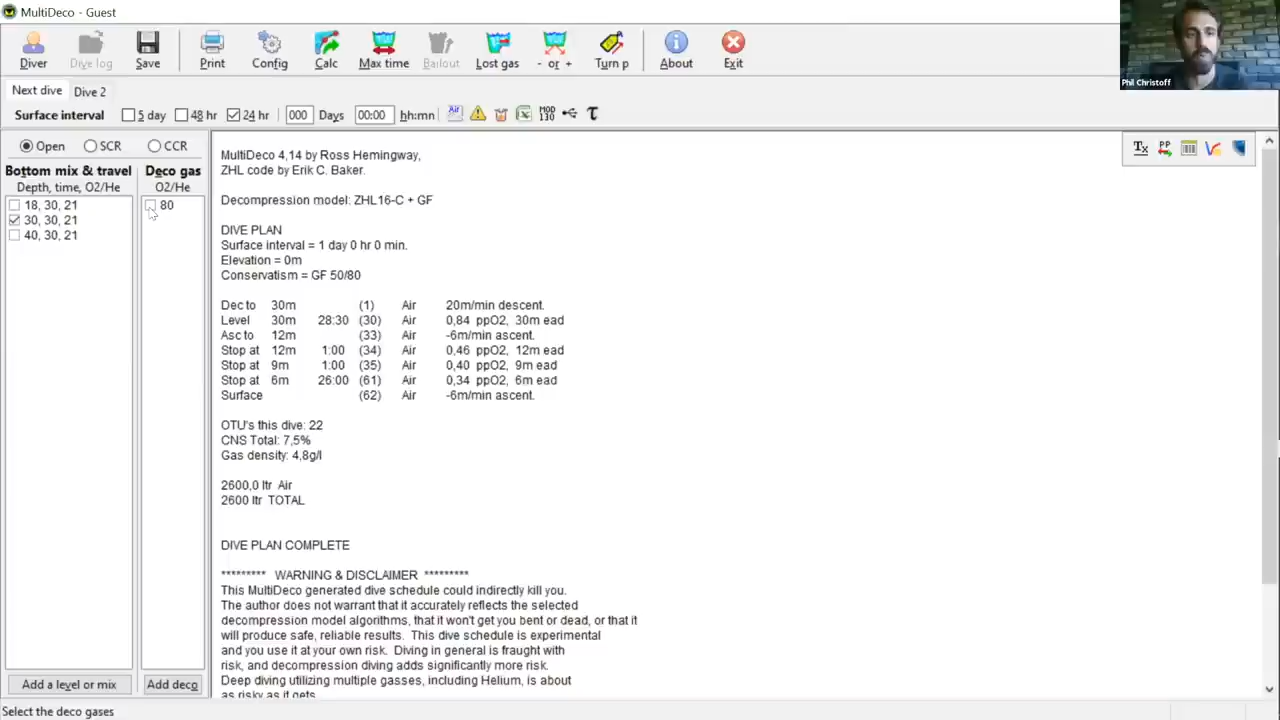 MultiDeco - Guest
Diver Dive log Save Print Config Calc Max time Bailout Lost gas - or + Turn p About Exit
Phil Christoff
Next dive Dive 2
Surface interval 5 day 48 hr 24 hr 000 Days 00:00 hh:mn Air MOD 130 τ
Open SCR CCR
Bottom mix & travel Deco gas
Depth, time, O2/He O2/He
18, 30, 21 80
30, 30, 21
40, 30, 21
Tx PP
MultiDeco 4,14 by Ross Hemingway,
ZHL code by Erik C. Baker.
Decompression model: ZHL16-C + GF
DIVE PLAN
Surface interval = 1 day 0 hr 0 min.
Elevation = 0m
Conservatism = GF 50/80
Dec to 30m (1) Air 20m/min descent.
Level 30m 28:30 (30) Air 0,84 ppO2, 30m ead
Asc to 12m (33) Air -6m/min ascent.
Stop at 12m 1:00 (34) Air 0,46 ppO2, 12m ead
Stop at 9m 1:00 (35) Air 0,40 ppO2, 9m ead
Stop at 6m 26:00 (61) Air 0,34 ppO2, 6m ead
Surface (62) Air -6m/min ascent.
OTU's this dive: 22
CNS Total: 7,5%
Gas density: 4,8g/l
2600,0 ltr Air
2600 ltr TOTAL
DIVE PLAN COMPLETE
********* WARNING & DISCLAIMER *********
This MultiDeco generated dive schedule could indirectly kill you.
The author does not warrant that it accurately reflects the selected
decompression model algorithms, that it won't get you bent or dead, or that it
will produce safe, reliable results. This dive schedule is experimental
and you use it at your own risk. Diving in general is fraught with
risk, and decompression diving adds significantly more risk.
Deep diving utilizing multiple gasses, including Helium, is about
as risky as it gets.
Add a level or mix Add deco
Select the deco gases